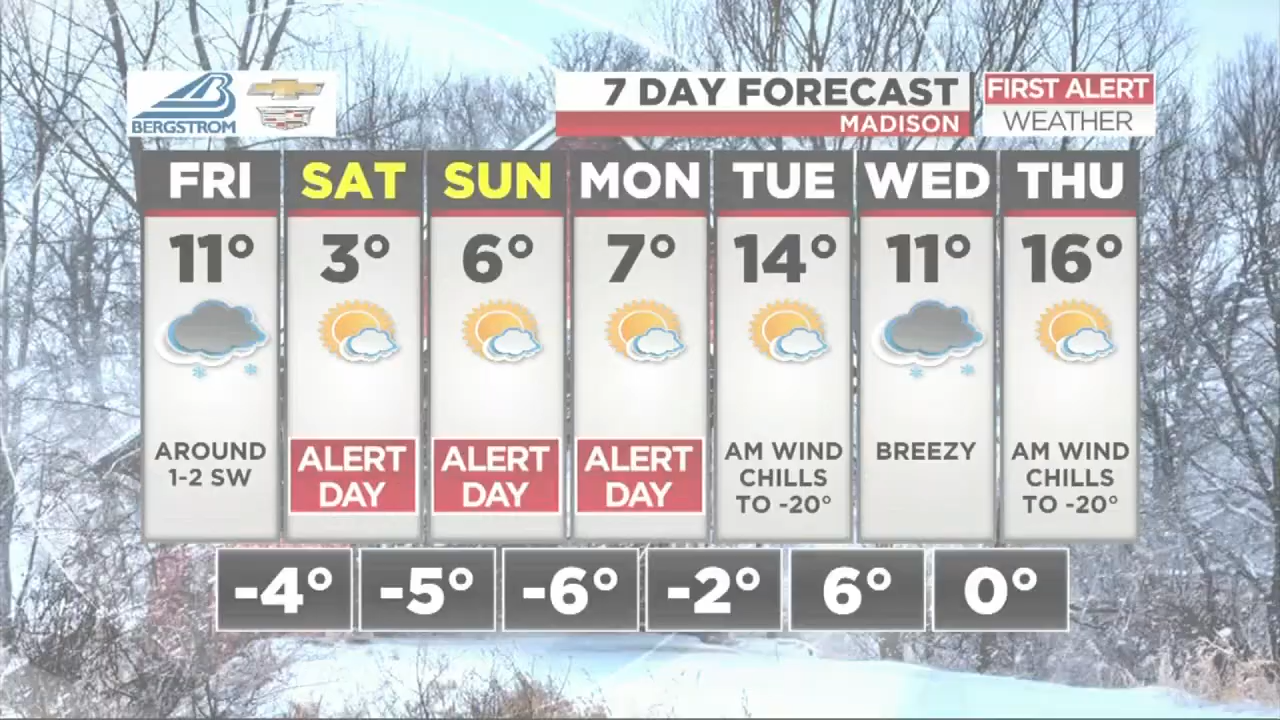 BERGSTROM
7 DAY FORECAST
MADISON
FIRST ALERT
WEATHER
FRI SAT SUN MON TUE WED THU
11° 3° 6° 7° 14° 11° 16°
AROUND
1-2 SW
ALERT
DAY
ALERT
DAY
ALERT
DAY
AM WIND
CHILLS
TO -20°
BREEZY
AM WIND
CHILLS
TO -20°
-4° -5° -6° -2° 6° 0°